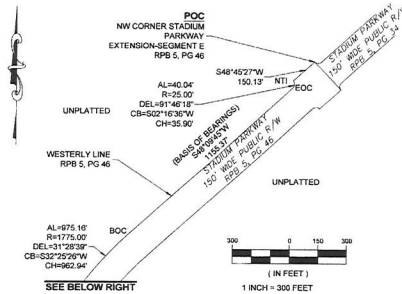 POC
NW CORNER STADIUM
PARKWAY
EXTENSION-SEGMENT E
RPB 5, PG 46
STADIUM PARKWAY
150' WIDE PUBLIC R/W
RPB 5, PG 34
S48°45'27"W
150.13'
NTI
EOC
AL=40.04'
R=25.00'
DEL=91°46'18"
CB=S02°16'36"W
CH=35.90'
UNPLATTED
(BASIS OF BEARINGS)
S48°09'45"W
1155.37'
STADIUM PARKWAY
150' WIDE PUBLIC R/W
RPB 5, PG 46
WESTERLY LINE
RPB 5, PG 46
UNPLATTED
BOC
AL=975.16'
R=1775.00'
DEL=31°28'39"
CB=S32°25'26"W
CH=962.94'
SEE BELOW RIGHT
300 0 150 300
( IN FEET )
1 INCH = 300 FEET